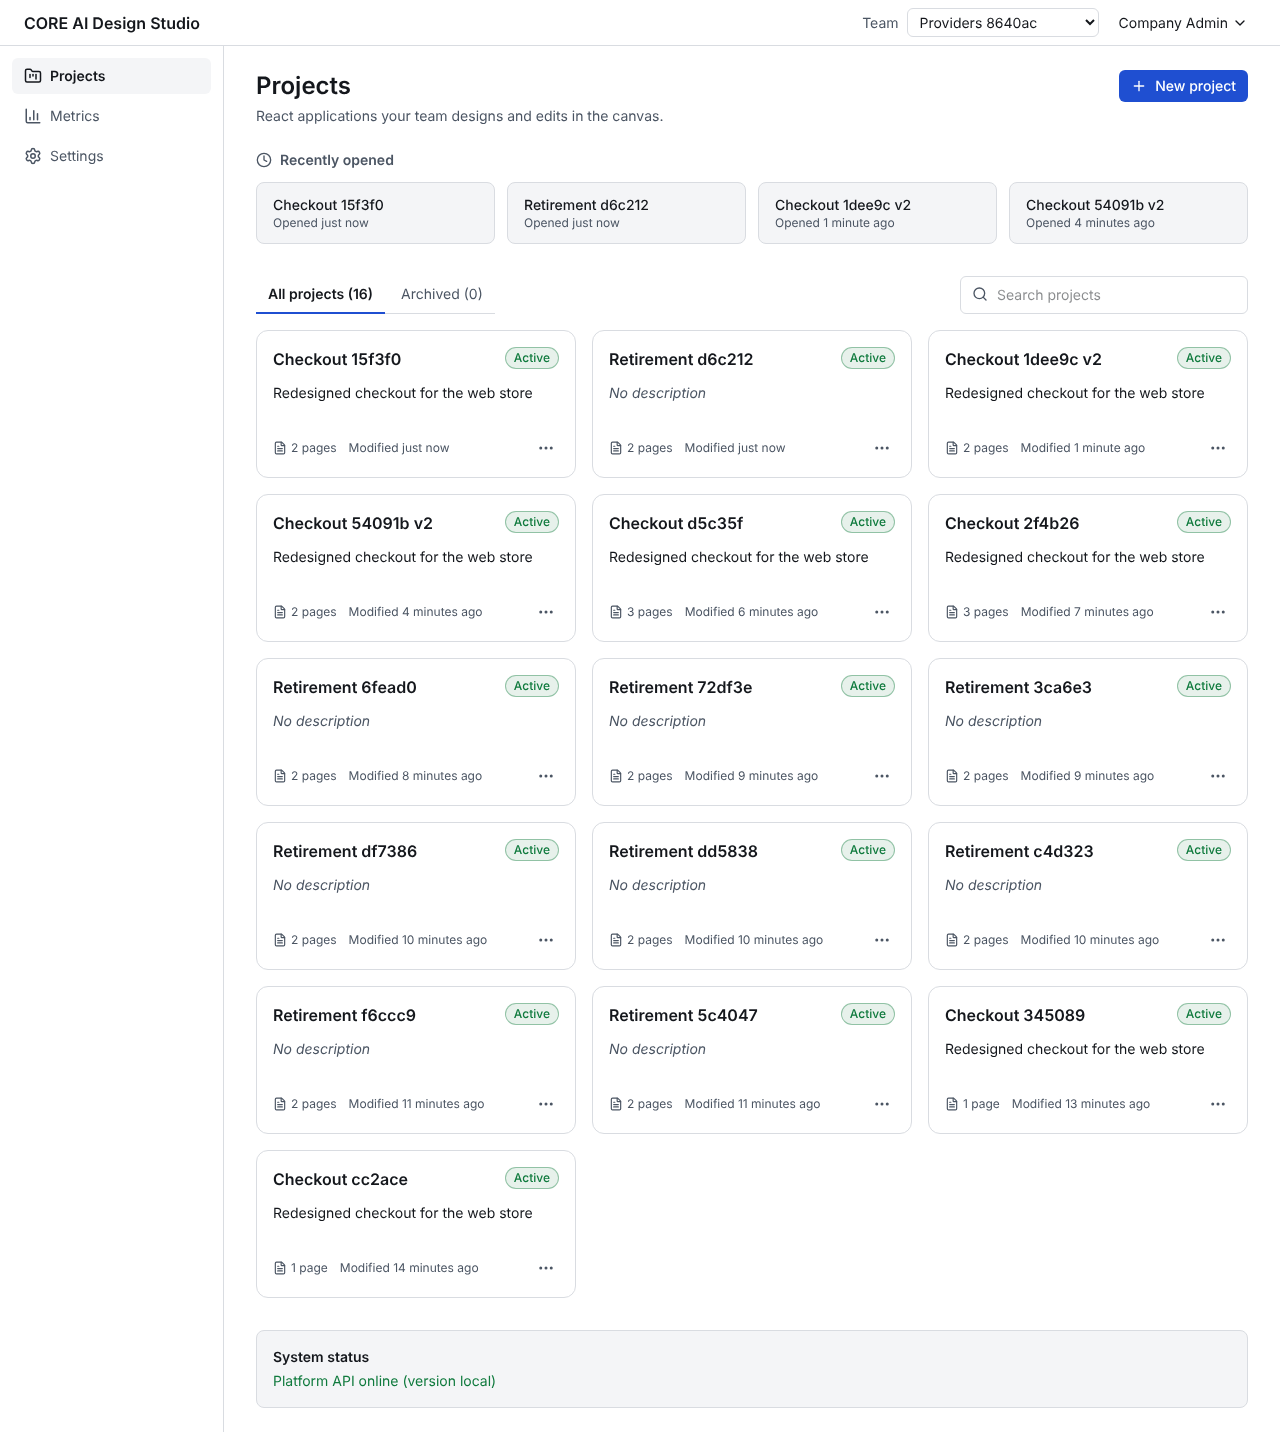 CORE AI Design Studio
Team
Providers 8640ac
Company Admin
Projects
Metrics
Settings
Projects
New project
React applications your team designs and edits in the canvas.
Recently opened
Checkout 15f3f0
Opened just now
Retirement d6c212
Opened just now
Checkout 1dee9c v2
Opened 1 minute ago
Checkout 54091b v2
Opened 4 minutes ago
All projects (16)
Archived (0)
Search projects
Checkout 15f3f0
Active
Redesigned checkout for the web store
2 pages Modified just now
Retirement d6c212
Active
No description
2 pages Modified just now
Checkout 1dee9c v2
Active
Redesigned checkout for the web store
2 pages Modified 1 minute ago
Checkout 54091b v2
Active
Redesigned checkout for the web store
2 pages Modified 4 minutes ago
Checkout d5c35f
Active
Redesigned checkout for the web store
3 pages Modified 6 minutes ago
Checkout 2f4b26
Active
Redesigned checkout for the web store
3 pages Modified 7 minutes ago
Retirement 6fead0
Active
No description
2 pages Modified 8 minutes ago
Retirement 72df3e
Active
No description
2 pages Modified 9 minutes ago
Retirement 3ca6e3
Active
No description
2 pages Modified 9 minutes ago
Retirement df7386
Active
No description
2 pages Modified 10 minutes ago
Retirement dd5838
Active
No description
2 pages Modified 10 minutes ago
Retirement c4d323
Active
No description
2 pages Modified 10 minutes ago
Retirement f6ccc9
Active
No description
2 pages Modified 11 minutes ago
Retirement 5c4047
Active
No description
2 pages Modified 11 minutes ago
Checkout 345089
Active
Redesigned checkout for the web store
1 page Modified 13 minutes ago
Checkout cc2ace
Active
Redesigned checkout for the web store
1 page Modified 14 minutes ago
System status
Platform API online (version local)